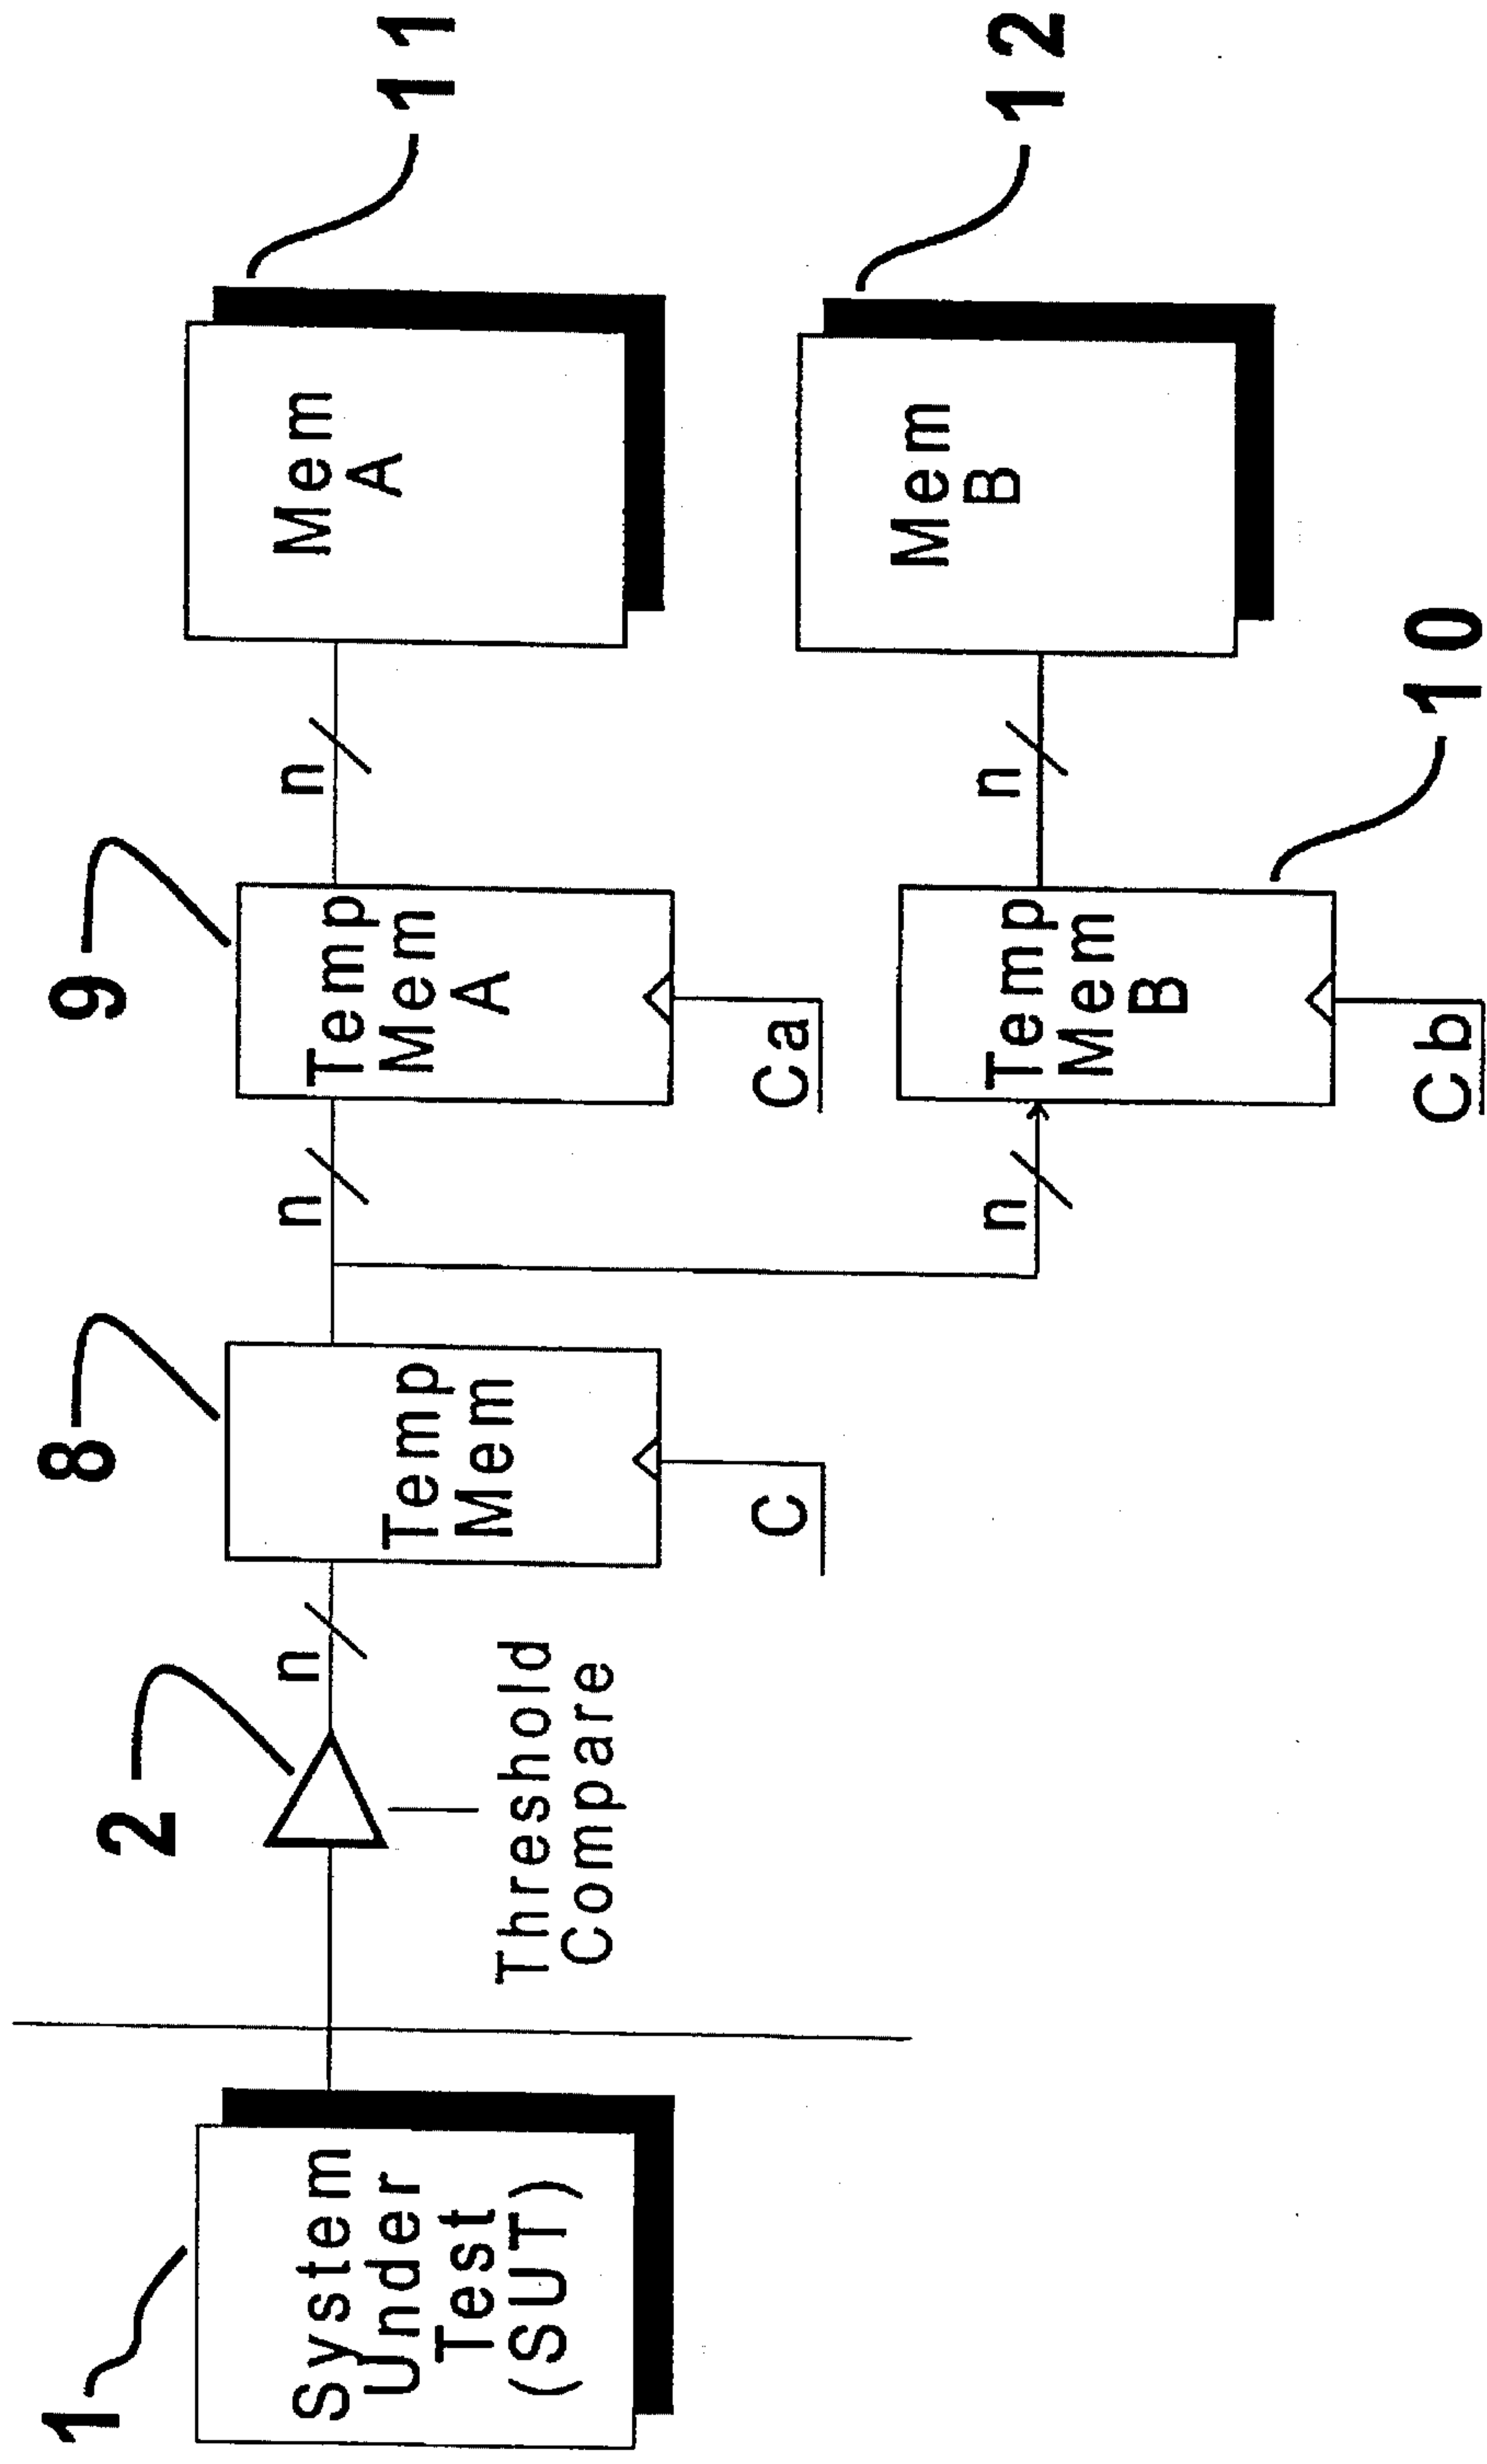 1
System
Under
Test
(SUT)
2
Threshold
Compare
n
8
Temp
Mem
C
n
n
9
Temp
Mem
A
Ca
n
Mem
A
11
Temp
Mem
B
Cb
10
n
Mem
B
12